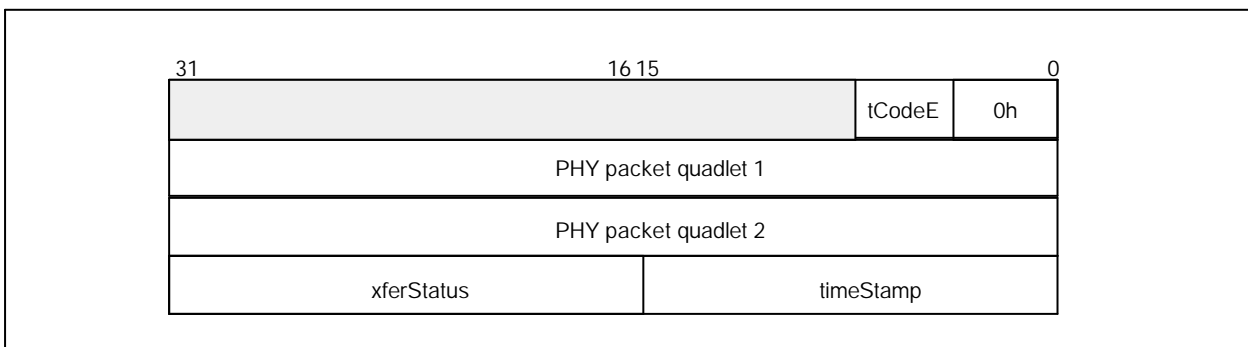 31 16 15 0
tCodeE 0h
PHY packet quadlet 1
PHY packet quadlet 2
xferStatus timeStamp